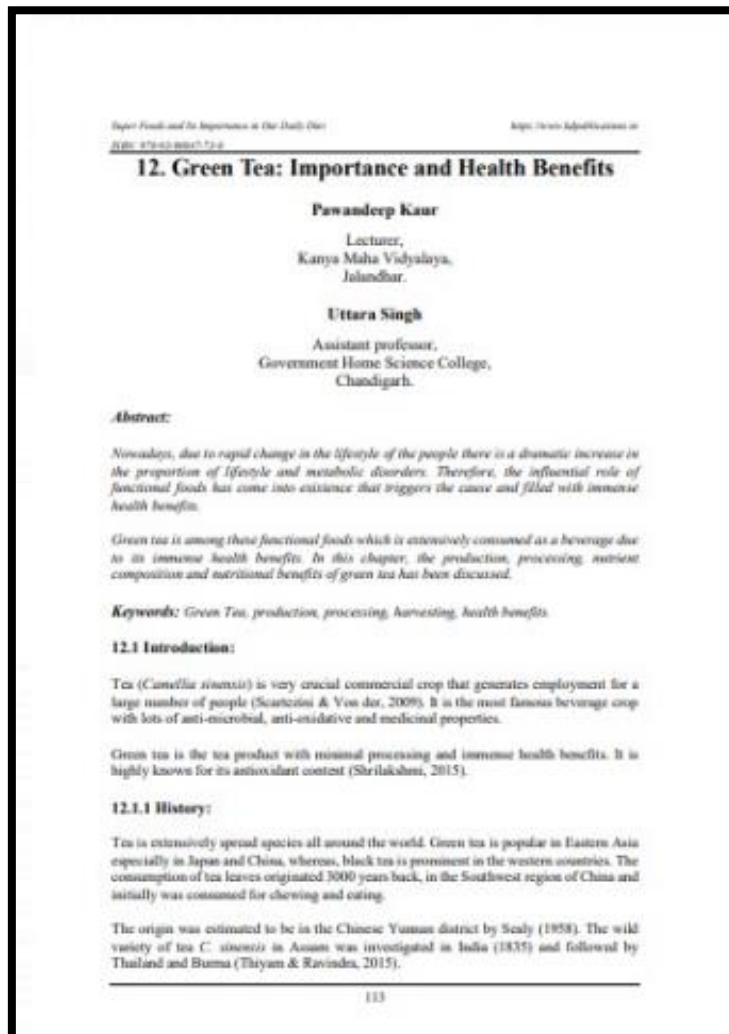 Super Foods and Its Importance in Our Daily Diet https://www.kdpublications.in
ISBN:
12. Green Tea: Importance and Health Benefits
Pawandeep Kaur
Lecturer,
Kanya Maha Vidyalaya,
Jalandhar.
Uttara Singh
Assistant professor,
Government Home Science College,
Chandigarh.
Abstract:
Nowadays, due to rapid change in the lifestyle of the people there is a dramatic increase in
the proportion of lifestyle and metabolic disorders. Therefore, the influential role of
functional foods has come into existence that triggers the cause and filled with immense
health benefits.
Green tea is among these functional foods which is extensively consumed as a beverage due
to its immense health benefits. In this chapter, the production, processing, nutrient
composition and nutritional benefits of green tea has been discussed.
Keywords: Green Tea, production, processing, harvesting, health benefits.
12.1 Introduction:
Tea (Camellia sinensis) is very crucial commercial crop that generates employment for a
large number of people (Scartezini & Von der, 2009). It is the most famous beverage crop
with lots of anti-microbial, anti-oxidative and medicinal properties.
Green tea is the tea product with minimal processing and immense health benefits. It is
highly known for its antioxidant content (Shrilakshmi, 2015).
12.1.1 History:
Tea is extensively spread species all around the world. Green tea is popular in Eastern Asia
especially in Japan and China, whereas, black tea is prominent in the western countries. The
consumption of tea leaves originated 3000 years back, in the Southwest region of China and
initially was consumed for chewing and eating.
The origin was estimated to be in the Chinese Yunnan district by Sealy (1958). The wild
variety of tea C. sinensis in Assam was investigated in India (1835) and followed by
Thailand and Burma (Thiyam & Ravindra, 2015).
113